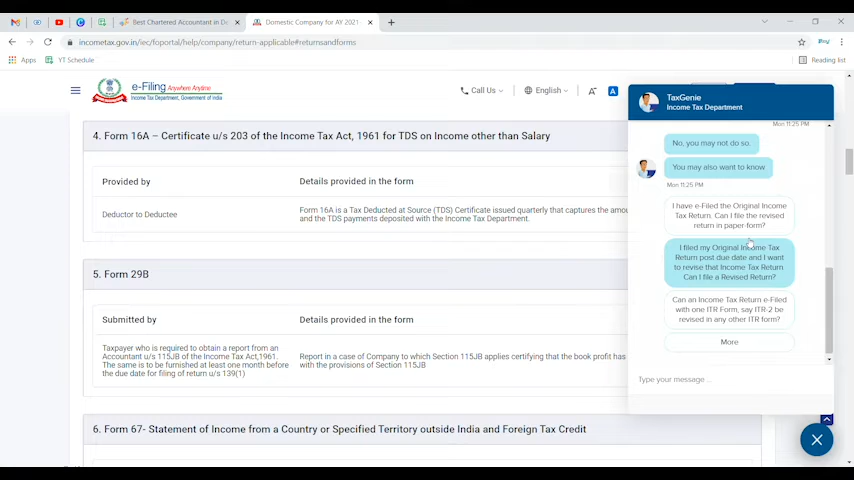 Best Chartered Accountant in De
Domestic Company for AY 2021-
incometax.gov.in/iec/foportal/help/company/return-applicable#returnsandforms
Apps
YT Schedule
Reading list
e-Filing Anywhere Anytime
Income Tax Department, Government of India
Call Us
English
A
4. Form 16A – Certificate u/s 203 of the Income Tax Act, 1961 for TDS on Income other than Salary
Provided by
Details provided in the form
Deductor to Deductee
Form 16A is a Tax Deducted at Source (TDS) Certificate issued quarterly that captures the amou
and the TDS payments deposited with the Income Tax Department.
5. Form 29B
Submitted by
Details provided in the form
Taxpayer who is required to obtain a report from an
Accountant u/s 115JB of the Income Tax Act,1961.
The same is to be furnished at least one month before
the due date for filing of return u/s 139(1)
Report in a case of Company to which Section 115JB applies certifying that the book profit has
with the provisions of Section 115JB
6. Form 67- Statement of Income from a Country or Specified Territory outside India and Foreign Tax Credit
TaxGenie
Income Tax Department
Mon 11:25 PM
No, you may not do so.
You may also want to know
Mon 11:25 PM
I have e-Filed the Original Income
Tax Return. Can I file the revised
return in paper-form?
I filed my Original Income Tax
Return post due date and I want
to revise that Income Tax Return
Can I file a Revised Return?
Can an Income Tax Return e-Filed
with one ITR Form, say ITR-2 be
revised in any other ITR form?
More
Type your message ...